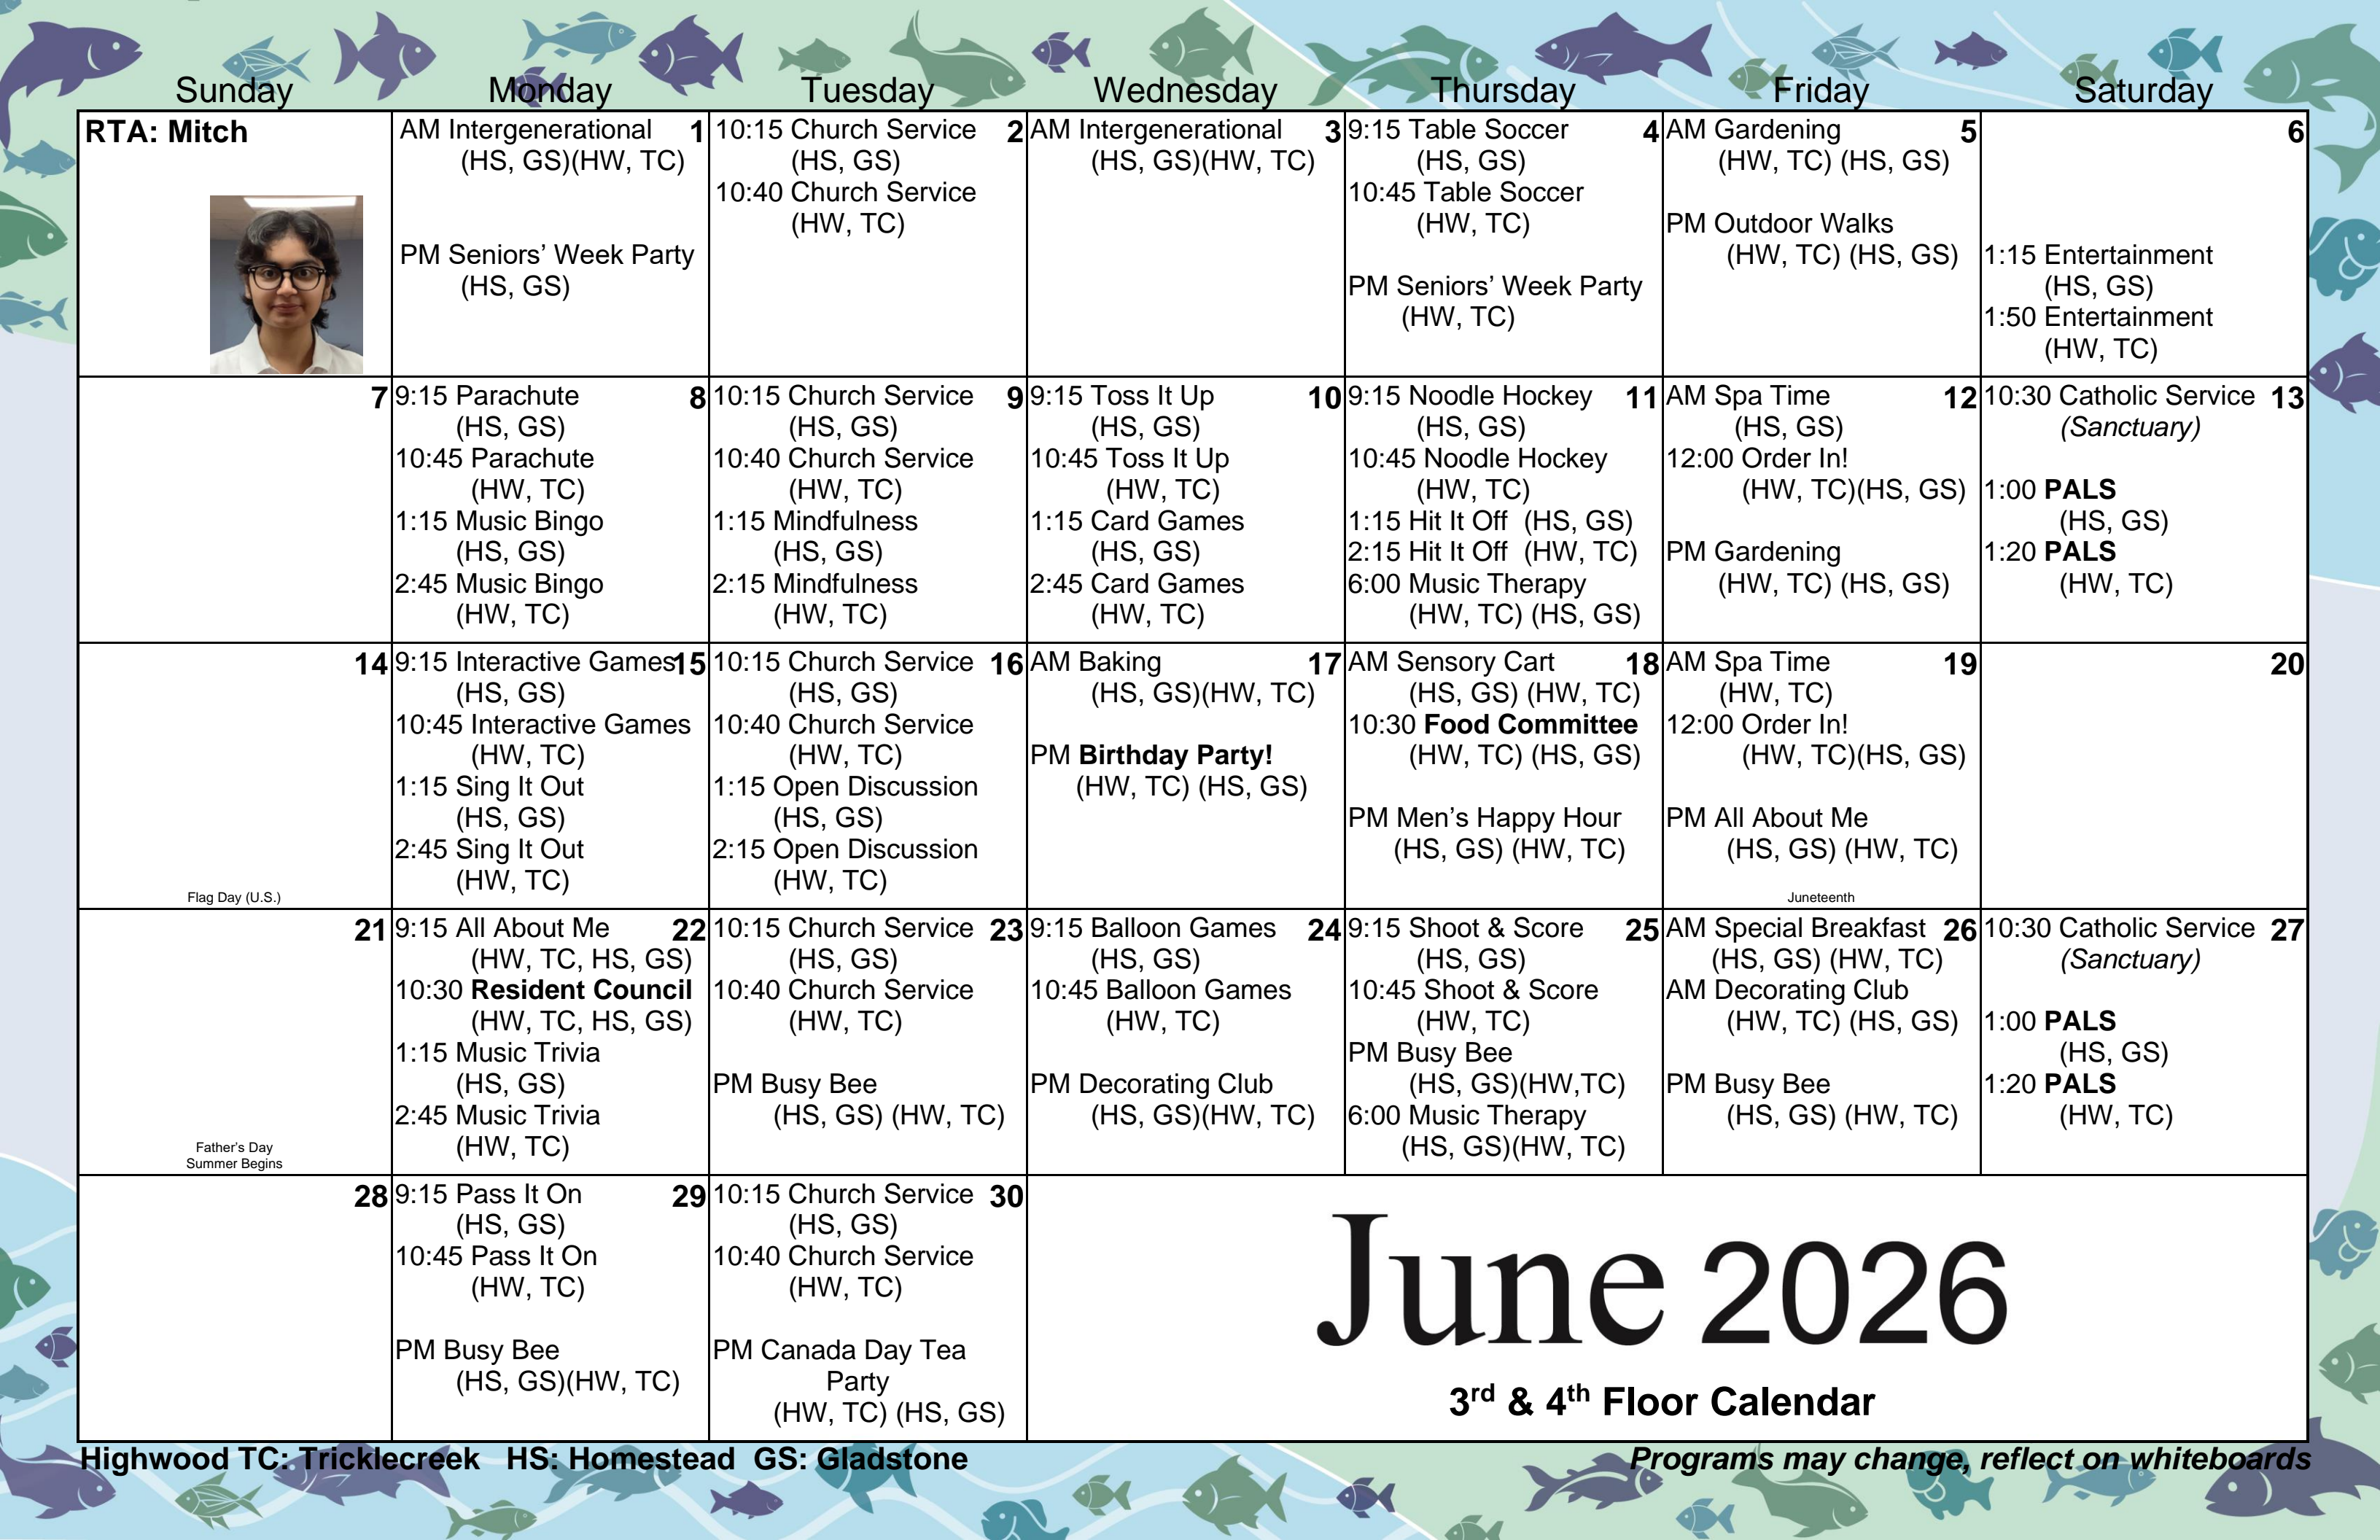 Sunday Monday Tuesday Wednesday Thursday Friday Saturday
RTA: Mitch
AM Intergenerational 1
(HS, GS)(HW, TC)
PM Seniors’ Week Party
(HS, GS)
10:15 Church Service 2
(HS, GS)
10:40 Church Service
(HW, TC)
AM Intergenerational 3
(HS, GS)(HW, TC)
9:15 Table Soccer 4
(HS, GS)
10:45 Table Soccer
(HW, TC)
PM Seniors’ Week Party
(HW, TC)
AM Gardening 5
(HW, TC) (HS, GS)
PM Outdoor Walks
(HW, TC) (HS, GS)
6
1:15 Entertainment
(HS, GS)
1:50 Entertainment
(HW, TC)
7
9:15 Parachute 8
(HS, GS)
10:45 Parachute
(HW, TC)
1:15 Music Bingo
(HS, GS)
2:45 Music Bingo
(HW, TC)
10:15 Church Service 9
(HS, GS)
10:40 Church Service
(HW, TC)
1:15 Mindfulness
(HS, GS)
2:15 Mindfulness
(HW, TC)
9:15 Toss It Up 10
(HS, GS)
10:45 Toss It Up
(HW, TC)
1:15 Card Games
(HS, GS)
2:45 Card Games
(HW, TC)
9:15 Noodle Hockey 11
(HS, GS)
10:45 Noodle Hockey
(HW, TC)
1:15 Hit It Off (HS, GS)
2:15 Hit It Off (HW, TC)
6:00 Music Therapy
(HW, TC) (HS, GS)
AM Spa Time 12
(HS, GS)
12:00 Order In!
(HW, TC)(HS, GS)
PM Gardening
(HW, TC) (HS, GS)
10:30 Catholic Service 13
(Sanctuary)
1:00 PALS
(HS, GS)
1:20 PALS
(HW, TC)
14
Flag Day (U.S.)
9:15 Interactive Games 15
(HS, GS)
10:45 Interactive Games
(HW, TC)
1:15 Sing It Out
(HS, GS)
2:45 Sing It Out
(HW, TC)
10:15 Church Service 16
(HS, GS)
10:40 Church Service
(HW, TC)
1:15 Open Discussion
(HS, GS)
2:15 Open Discussion
(HW, TC)
AM Baking 17
(HS, GS)(HW, TC)
PM Birthday Party!
(HW, TC) (HS, GS)
AM Sensory Cart 18
(HS, GS) (HW, TC)
10:30 Food Committee
(HW, TC) (HS, GS)
PM Men’s Happy Hour
(HS, GS) (HW, TC)
AM Spa Time 19
(HW, TC)
12:00 Order In!
(HW, TC)(HS, GS)
PM All About Me
(HS, GS) (HW, TC)
Juneteenth
20
21
Father’s Day
Summer Begins
9:15 All About Me 22
(HW, TC, HS, GS)
10:30 Resident Council
(HW, TC, HS, GS)
1:15 Music Trivia
(HS, GS)
2:45 Music Trivia
(HW, TC)
10:15 Church Service 23
(HS, GS)
10:40 Church Service
(HW, TC)
PM Busy Bee
(HS, GS) (HW, TC)
9:15 Balloon Games 24
(HS, GS)
10:45 Balloon Games
(HW, TC)
PM Decorating Club
(HS, GS)(HW, TC)
9:15 Shoot & Score 25
(HS, GS)
10:45 Shoot & Score
(HW, TC)
PM Busy Bee
(HS, GS)(HW,TC)
6:00 Music Therapy
(HS, GS)(HW, TC)
AM Special Breakfast 26
(HS, GS) (HW, TC)
AM Decorating Club
(HW, TC) (HS, GS)
PM Busy Bee
(HS, GS) (HW, TC)
10:30 Catholic Service 27
(Sanctuary)
1:00 PALS
(HS, GS)
1:20 PALS
(HW, TC)
28
9:15 Pass It On 29
(HS, GS)
10:45 Pass It On
(HW, TC)
PM Busy Bee
(HS, GS)(HW, TC)
10:15 Church Service 30
(HS, GS)
10:40 Church Service
(HW, TC)
PM Canada Day Tea
Party
(HW, TC) (HS, GS)
June 2026
3rd & 4th Floor Calendar
Highwood TC: Tricklecreek HS: Homestead GS: Gladstone
Programs may change, reflect on whiteboards